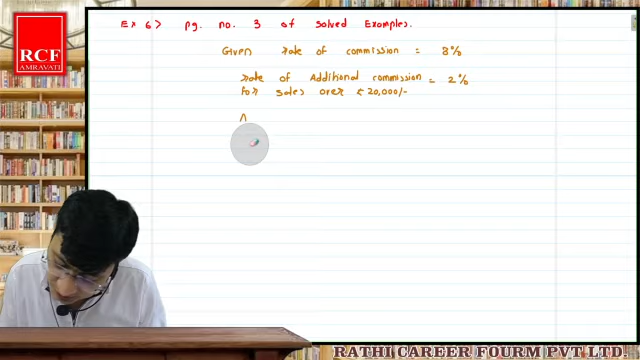 Ex 6> pg. no. 3 of Solved Examples.
RCF
AMRAVATI
Given rate of commission = 8%
rate of Additional commission = 2%
For sales over ₹20,000/-
A
RATHI CAREER FOURM PVT LTD.